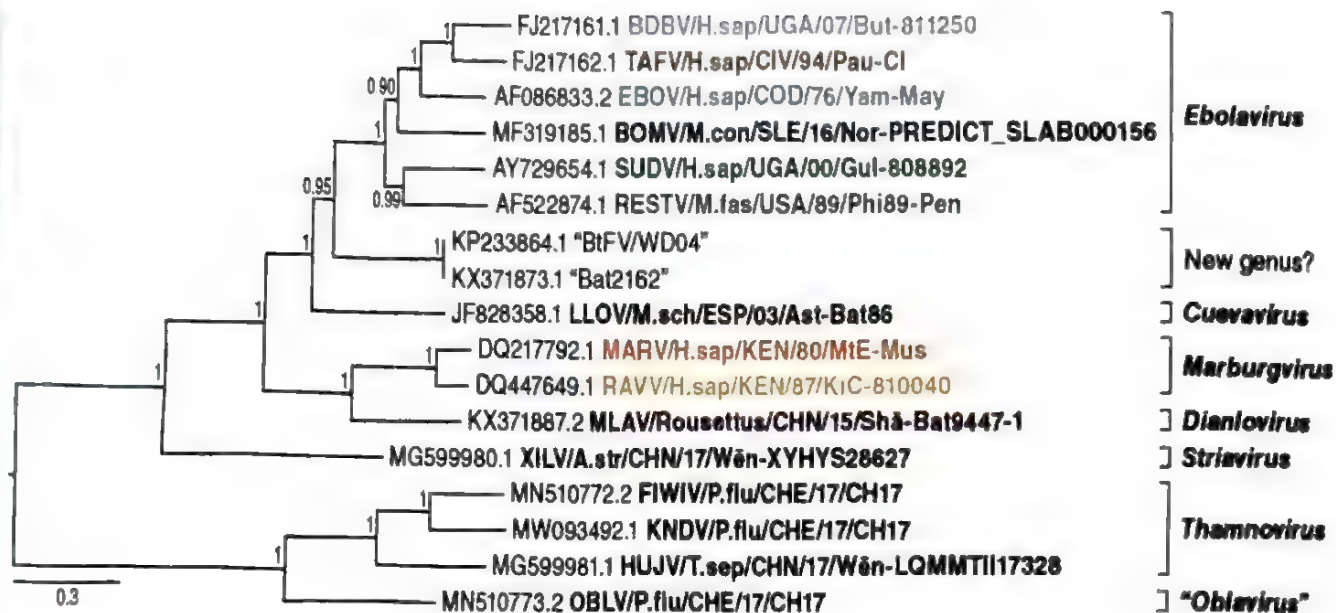 FJ217161.1 BDBV/H.sap/UGA/07/But-811250
FJ217162.1 TAFV/H.sap/CIV/94/Pau-CI
AF086833.2 EBOV/H.sap/COD/76/Yam-May
MF319185.1 BOMV/M.con/SLE/16/Nor-PREDICT_SLAB000156
AY729654.1 SUDV/H.sap/UGA/00/Gul-808892
AF522874.1 RESTV/M.fas/USA/89/Phi89-Pen
Ebolavirus
KP233864.1 "BtFV/WD04"
KX371873.1 "Bat2162"
New genus?
JF828358.1 LLOV/M.sch/ESP/03/Ast-Bat86
Cuevavirus
DQ217792.1 MARV/H.sap/KEN/80/MtE-Mus
DQ447649.1 RAVV/H.sap/KEN/87/KiC-810040
Marburgvirus
KX371887.2 MLAV/Rousettus/CHN/15/Shā-Bat9447-1
Dianlovirus
MG599980.1 XILV/A.str/CHN/17/Wēn-XYHYS28627
Striavirus
MN510772.2 FIWIV/P.flu/CHE/17/CH17
MW093492.1 KNDV/P.flu/CHE/17/CH17
MG599981.1 HUJV/T.sep/CHN/17/Wēn-LQMMTII17328
Thamnovirus
MN510773.2 OBLV/P.flu/CHE/17/CH17
"Oblavirus"
1
1
0.90
1
0.99
0.95
1
1
1
1
1
1
1
1
1
0.3